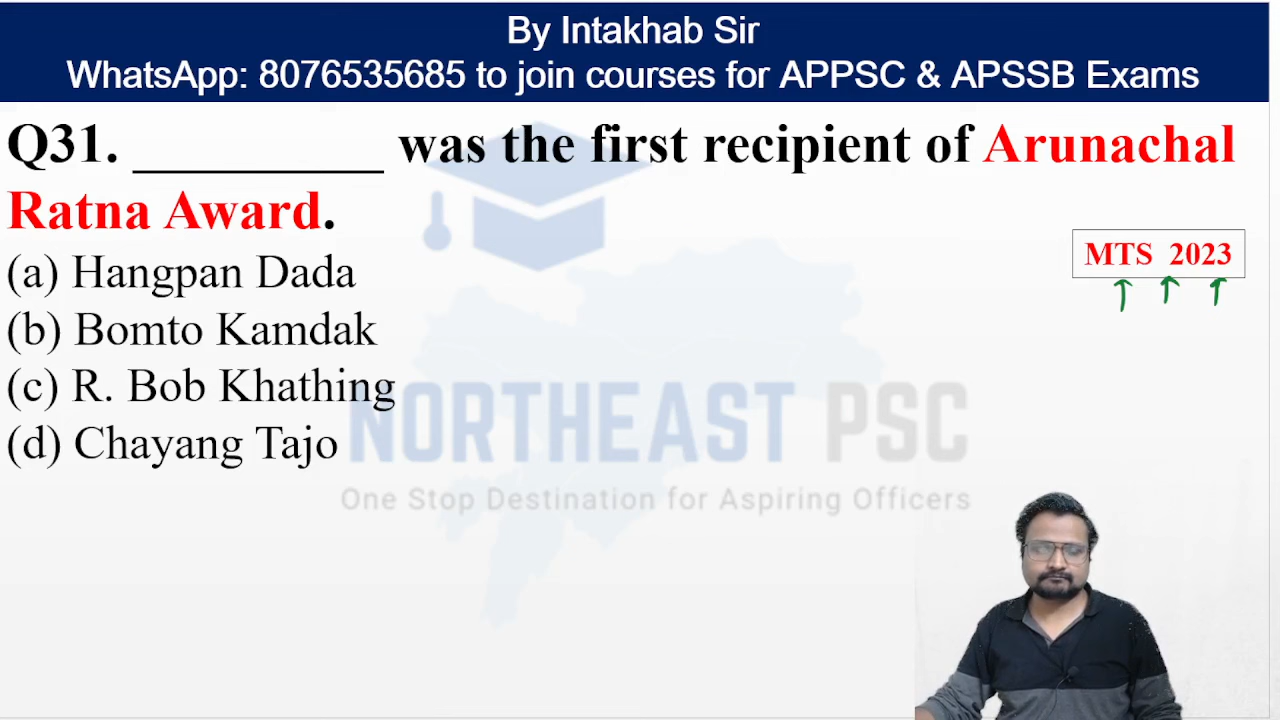 By Intakhab Sir
WhatsApp: 8076535685 to join courses for APPSC & APSSB Exams
Q31. __________ was the first recipient of Arunachal
Ratna Award.
MTS 2023
(a) Hangpan Dada
(b) Bomto Kamdak
(c) R. Bob Khathing
(d) Chayang Tajo
NORTHEAST PSC
One Stop Destination for Aspiring Officers